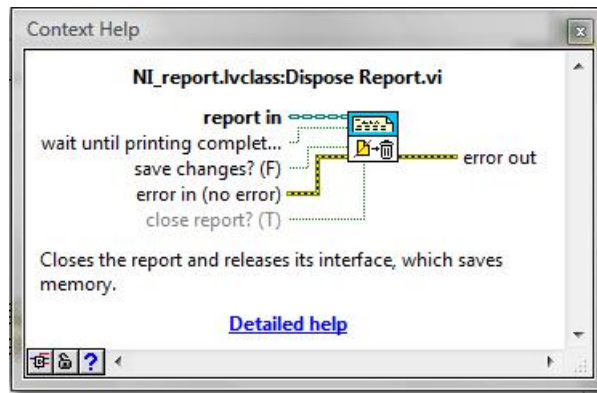 Context Help
NI_report.lvclass:Dispose Report.vi
report in
wait until printing complet...
save changes? (F)
error in (no error)
close report? (T)
error out
Closes the report and releases its interface, which saves
memory.
Detailed help
?